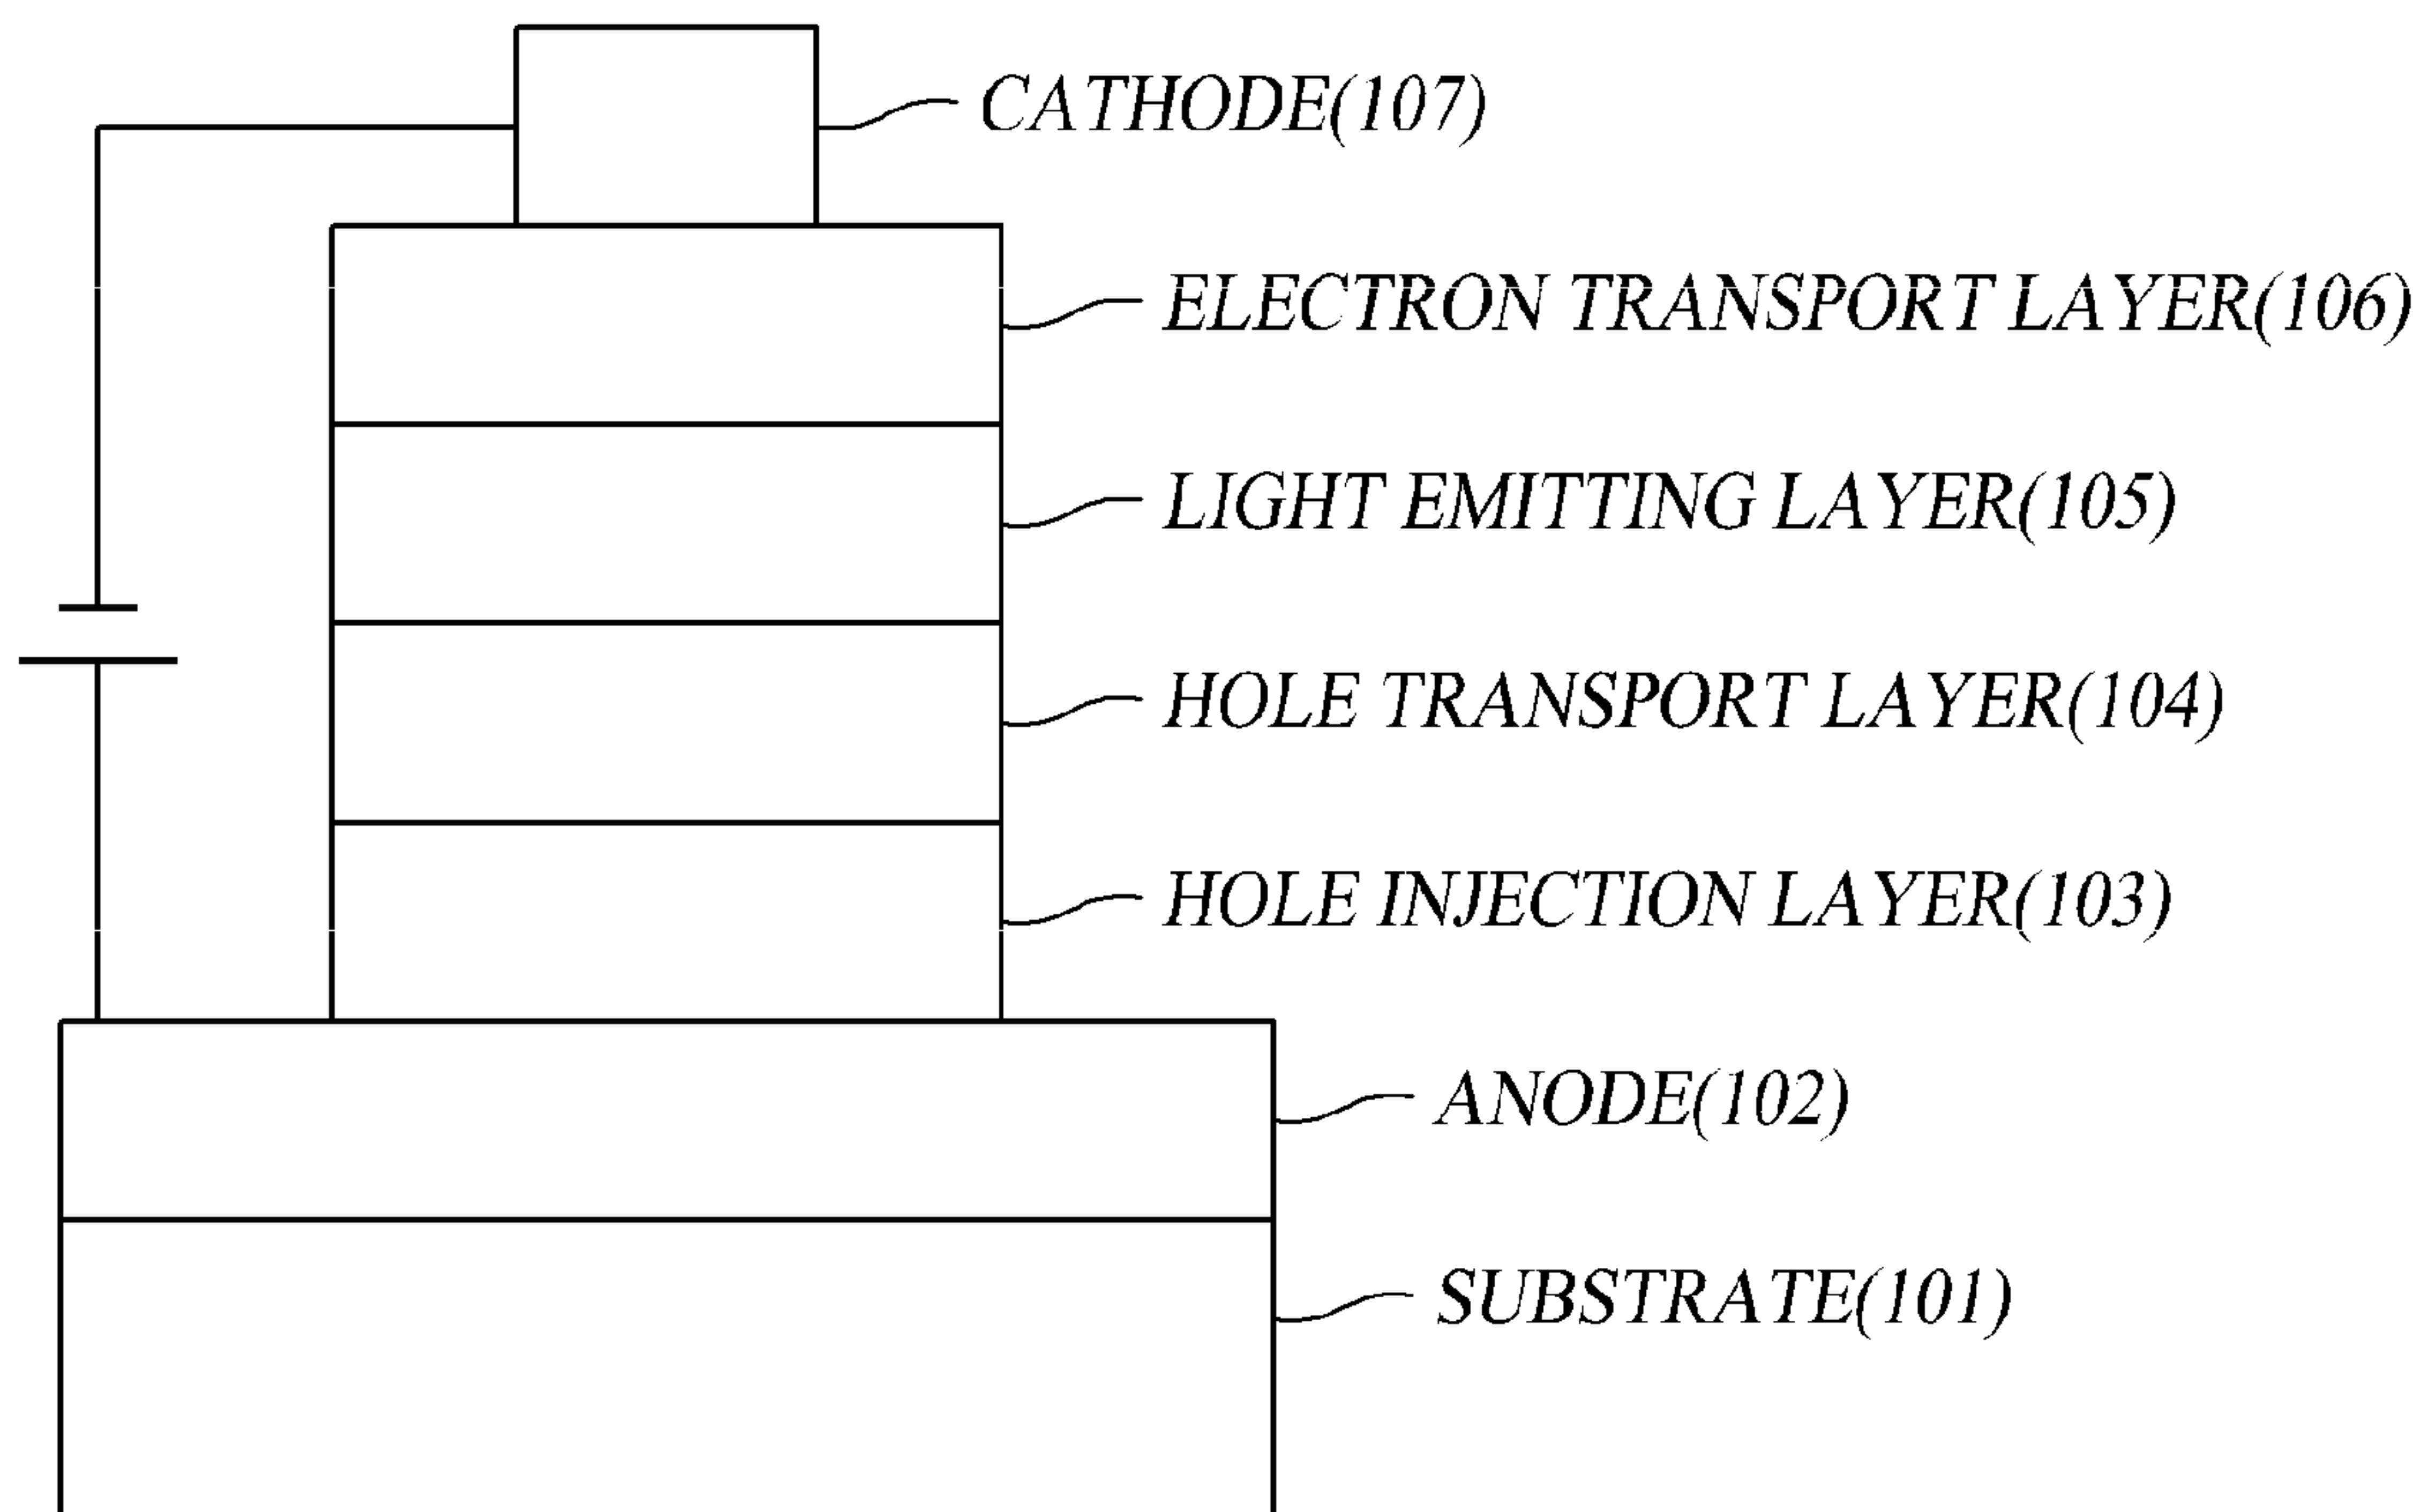 CATHODE(107)
ELECTRON TRANSPORT LAYER(106)
LIGHT EMITTING LAYER(105)
HOLE TRANSPORT LAYER(104)
HOLE INJECTION LAYER(103)
ANODE(102)
SUBSTRATE(101)